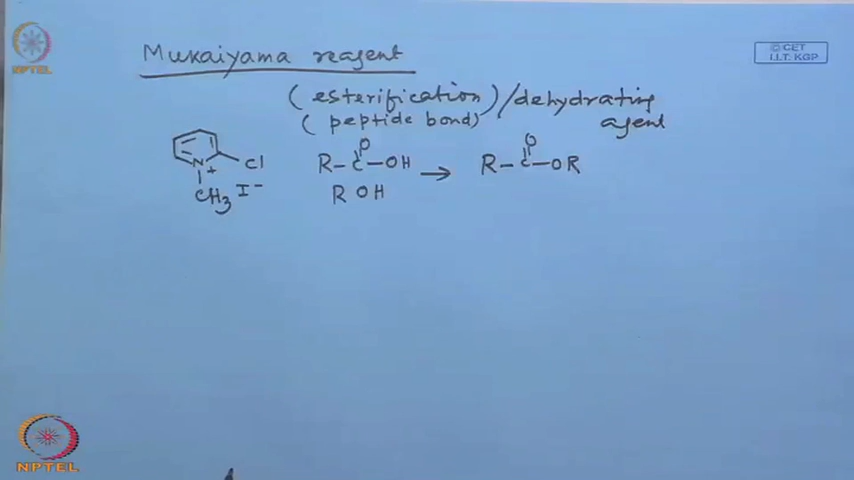 NPTEL
© CET
I.I.T. KGP
Mukaiyama reagent
(esterification)/dehydrating
(peptide bond) agent
N + Cl
CH3 I-
R-C-OH → R-C-OR
O O
ROH
NPTEL